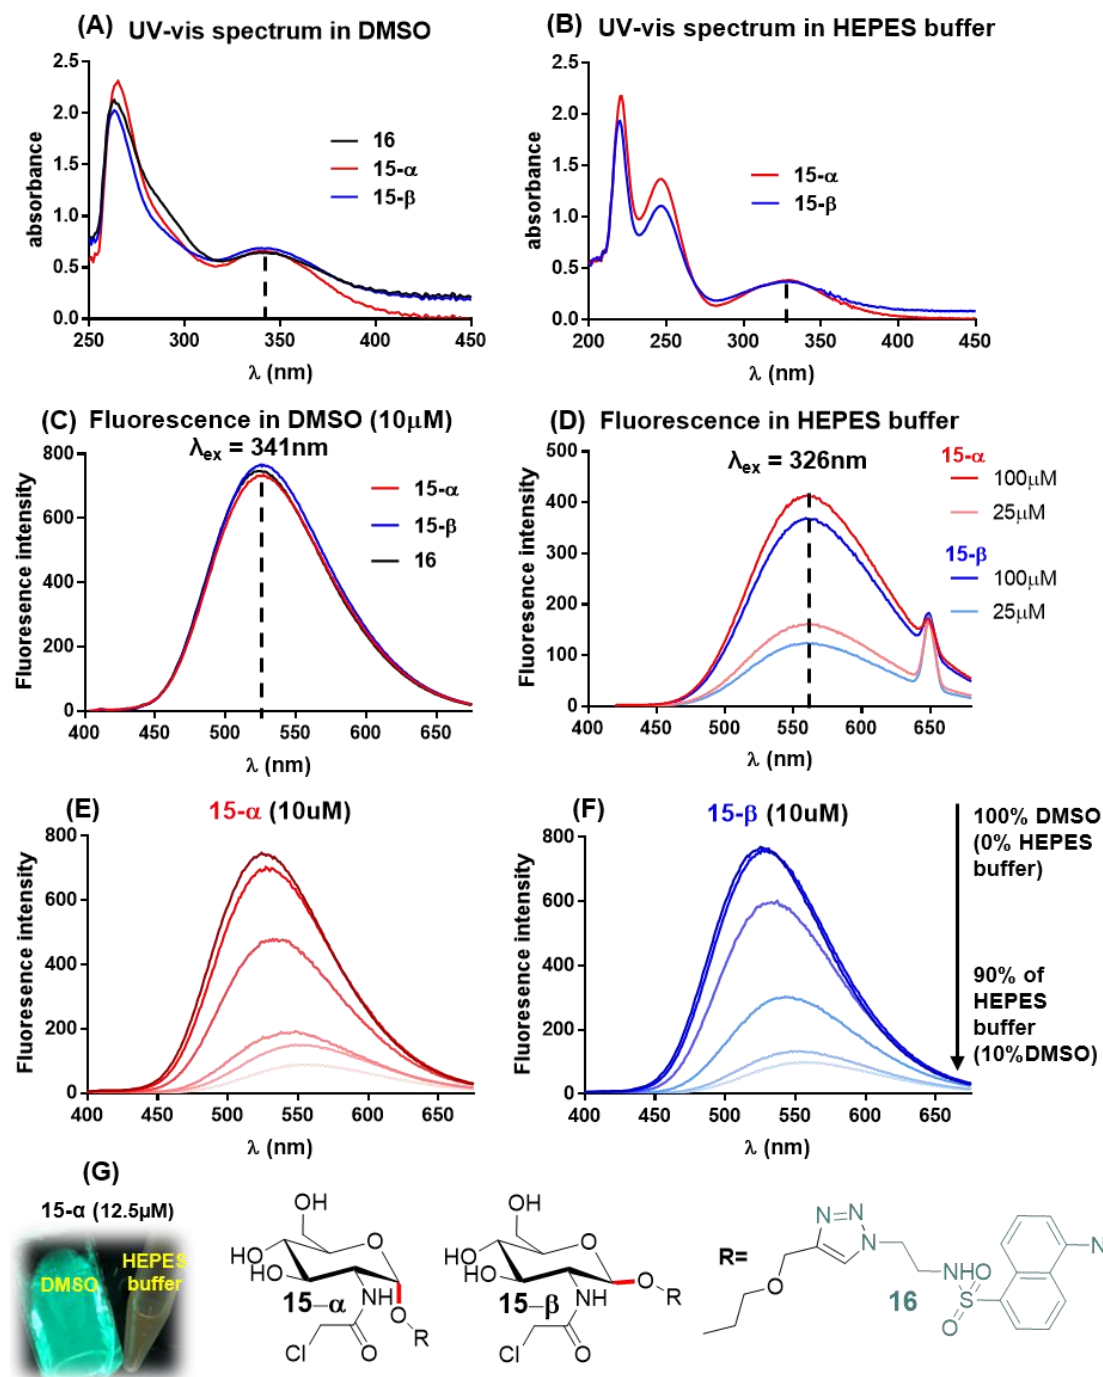 (A) UV-vis spectrum in DMSO
2.5
2.0
1.5
1.0
0.5
0.0
absorbance
16
15-α
15-β
250 300 350 400 450
λ (nm)
(B) UV-vis spectrum in HEPES buffer
2.5
2.0
1.5
1.0
0.5
0.0
absorbance
15-α
15-β
200 250 300 350 400 450
λ (nm)
(C) Fluorescence in DMSO (10μM)
λex = 341nm
800
600
400
200
0
Fluorescence intensity
15-α
15-β
16
400 450 500 550 600 650
λ (nm)
(D) Fluorescence in HEPES buffer
λex = 326nm
500
400
300
200
100
0
Fluorescence intensity
15-α
100μM
25μM
15-β
100μM
25μM
450 500 550 600 650
λ (nm)
(E) 15-α (10uM)
800
600
400
200
0
Fluoresence intensity
400 450 500 550 600 650
λ (nm)
(F) 15-β (10uM)
800
600
400
200
0
Fluoresence intensity
400 450 500 550 600 650
λ (nm)
100% DMSO
(0% HEPES
buffer)
90% of
HEPES
buffer
(10%DMSO)
(G)
15-α (12.5μM)
DMSO
HEPES
buffer
OH
HO
HO
O
15–α
NH
O
R
Cl
O
OH
HO
HO
O
15–β
O
R
NH
Cl
O
R=
O
N=N
N
NHO
S
O
16
N